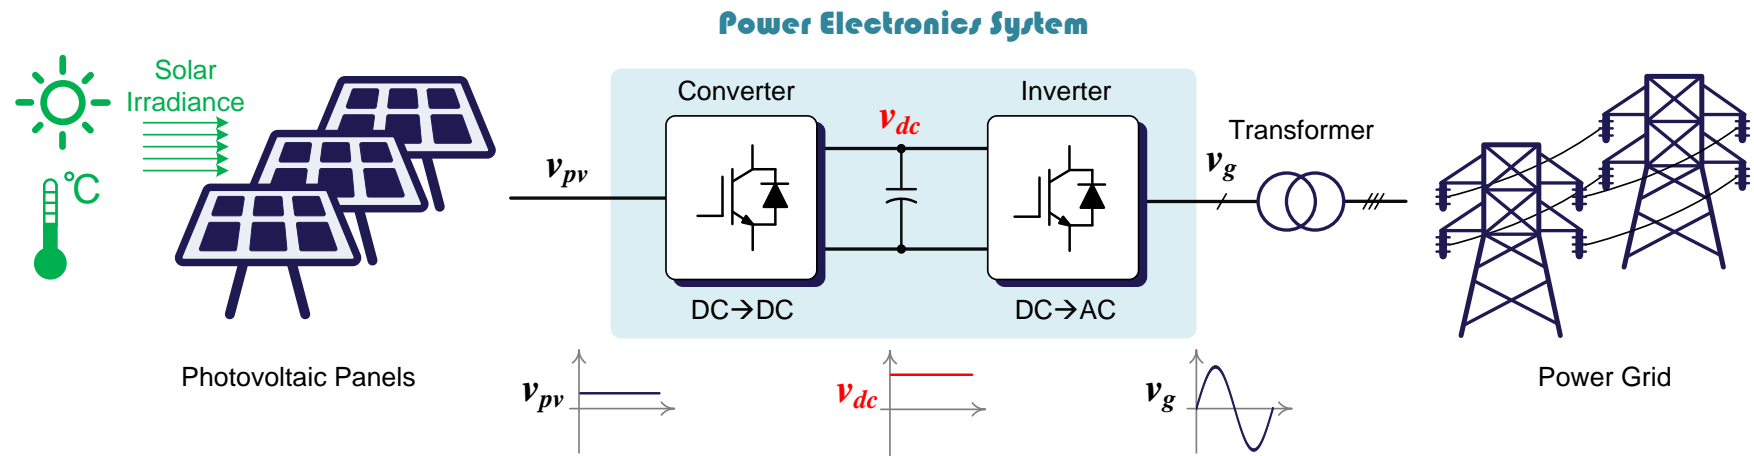 Power Electronics System
Solar
Irradiance
°C
Converter
Inverter
v_dc
Transformer
v_pv
v_g
DC→DC
DC→AC
Photovoltaic Panels
v_pv
v_dc
v_g
Power Grid